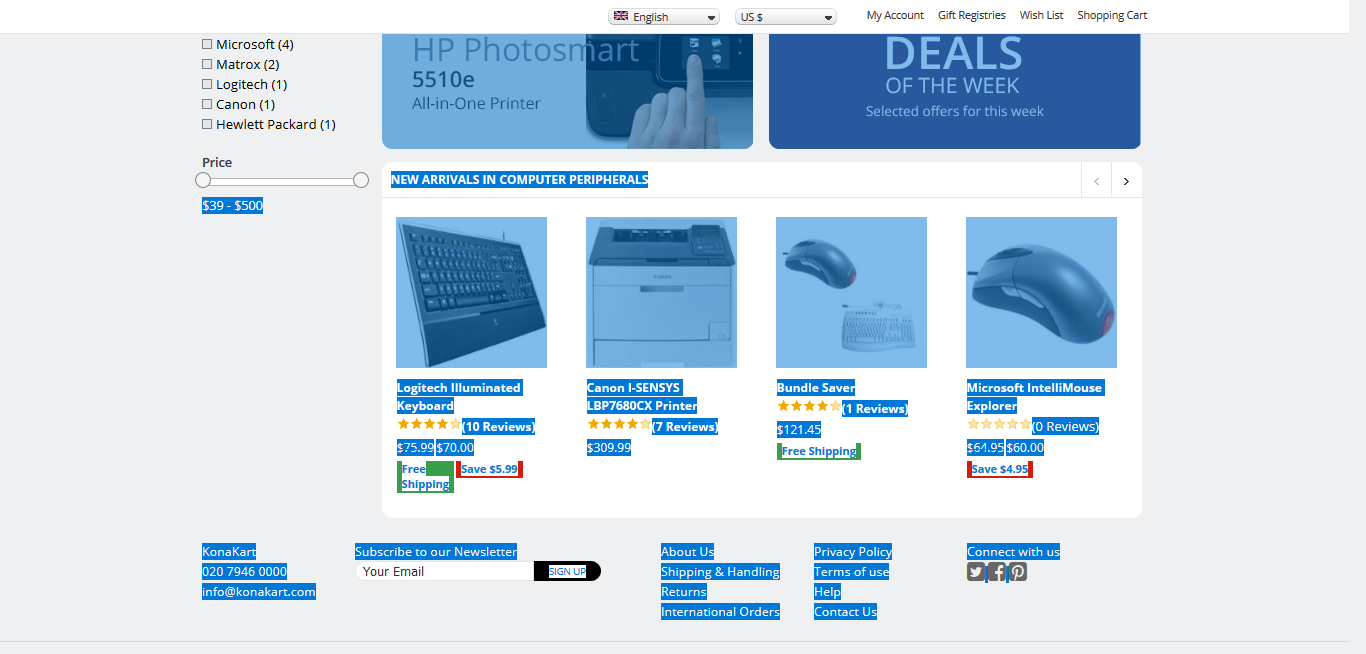 English
US $
My Account
Gift Registries
Wish List
Shopping Cart
Microsoft (4)
Matrox (2)
Logitech (1)
Canon (1)
Hewlett Packard (1)
Price
$39 - $500
HP Photosmart
5510e
All-in-One Printer
DEALS
OF THE WEEK
Selected offers for this week
NEW ARRIVALS IN COMPUTER PERIPHERALS
Logitech Illuminated
Keyboard
(10 Reviews)
$75.99 $70.00
Free
Shipping
Save $5.99
Canon I-SENSYS
LBP7680CX Printer
(7 Reviews)
$309.99
Bundle Saver
(1 Reviews)
$121.45
Free Shipping
Microsoft IntelliMouse
Explorer
(0 Reviews)
$64.95 $60.00
Save $4.95
KonaKart
020 7946 0000
info@konakart.com
Subscribe to our Newsletter
Your Email
SIGN UP
About Us
Shipping & Handling
Returns
International Orders
Privacy Policy
Terms of use
Help
Contact Us
Connect with us